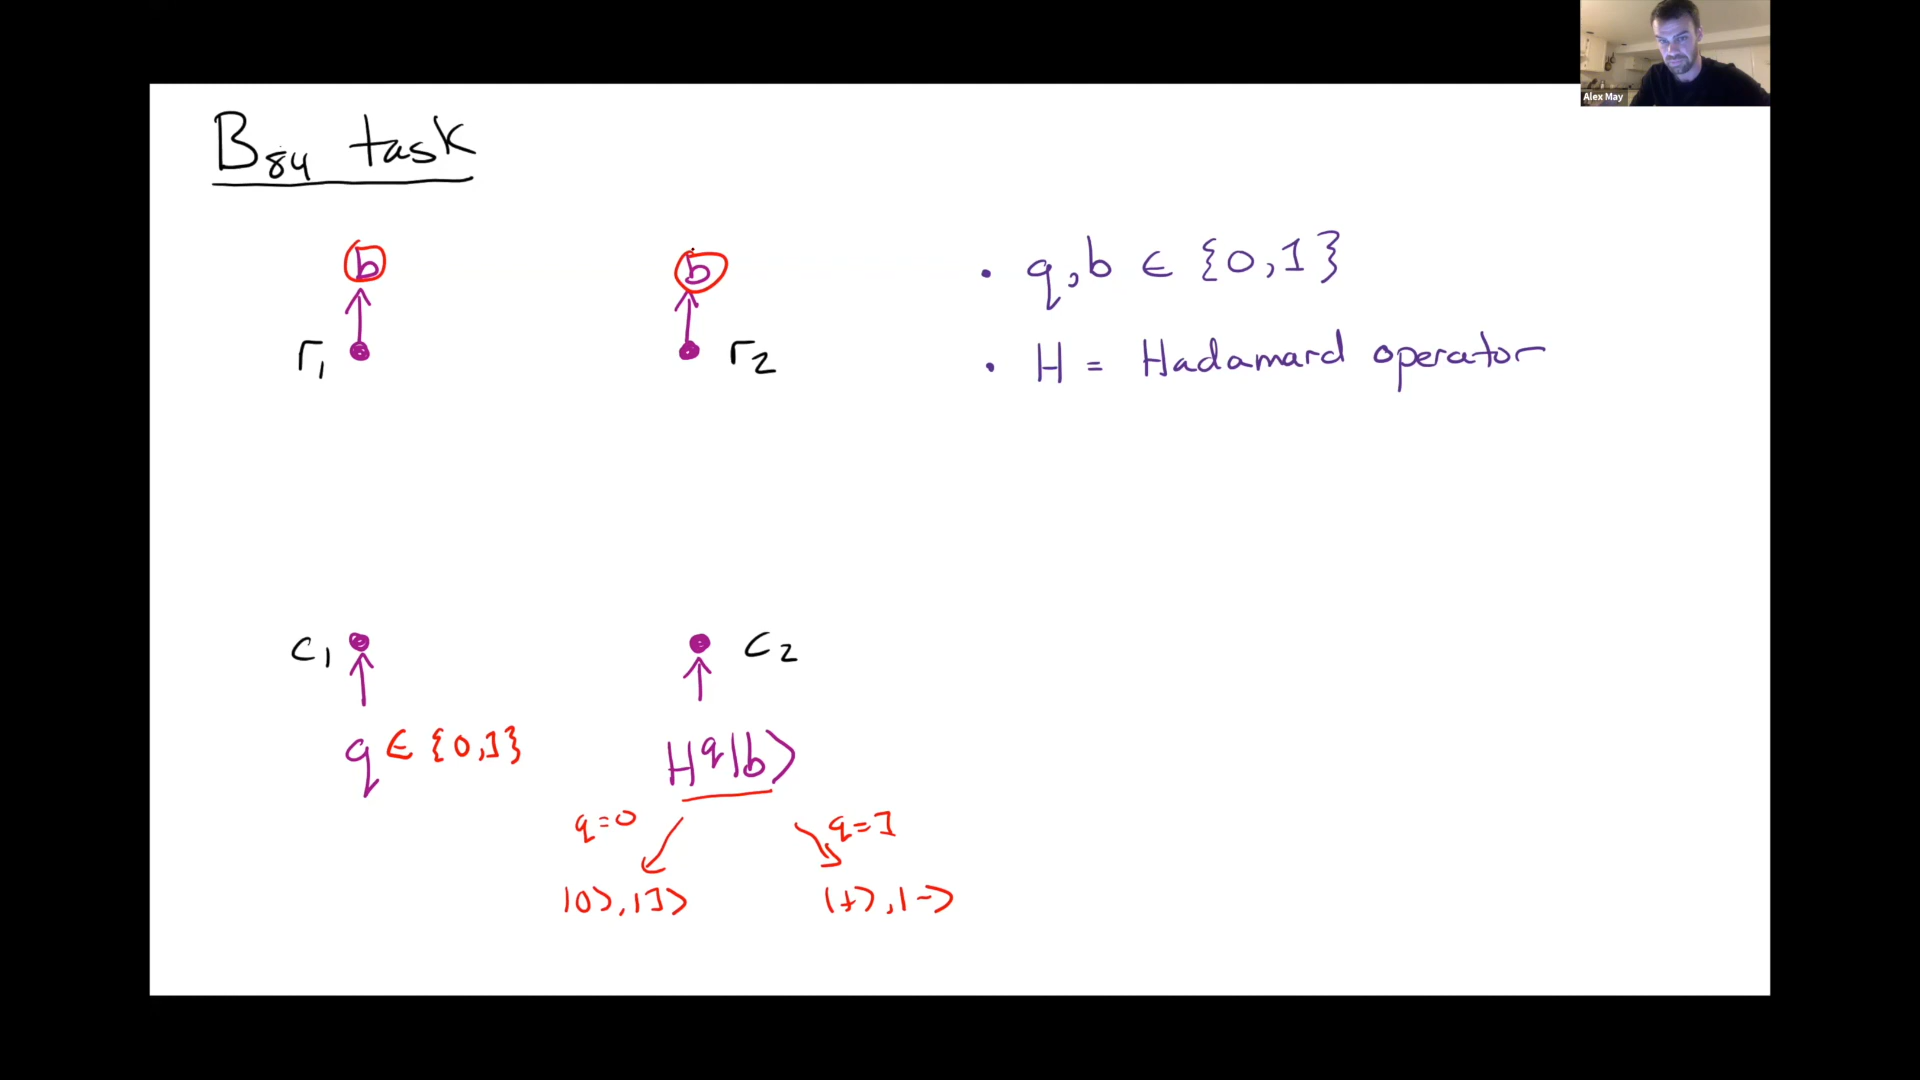 Alex May
B₈₄ task
b b • q,b ∈ {0,1}
r₁ r₂ • H = Hadamard operator
c₁ c₂
q ∈ {0,1} H^q|b⟩
q=0 q=1
|0⟩,|1⟩ |+⟩,|-⟩